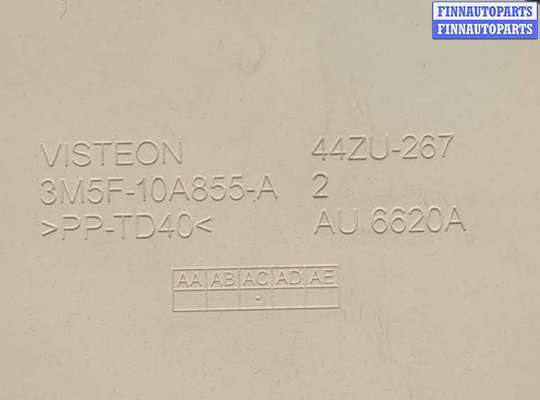 FINNAUTOPARTS
FINNAUTOPARTS
VISTEON 44ZU-267
3M5F-10A855-A 2
>PP-TD40< AU 6620A
AA AB AC AD AE